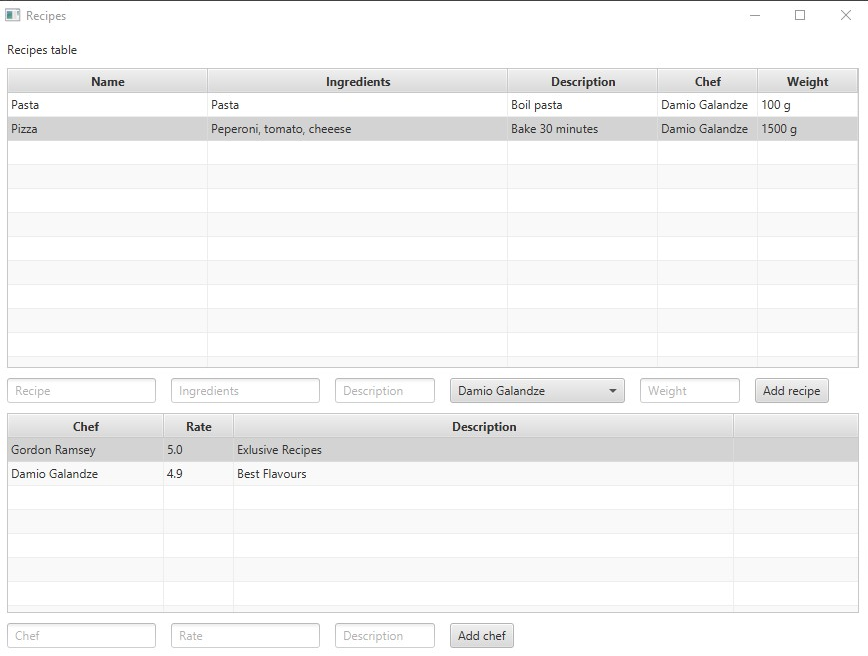 Recipes
Recipes table
Name Ingredients Description Chef Weight
Pasta Pasta Boil pasta Damio Galandze 100 g
Pizza Peperoni, tomato, cheeese Bake 30 minutes Damio Galandze 1500 g
Recipe Ingredients Description Damio Galandze Weight Add recipe
Chef Rate Description
Gordon Ramsey 5.0 Exlusive Recipes
Damio Galandze 4.9 Best Flavours
Chef Rate Description Add chef